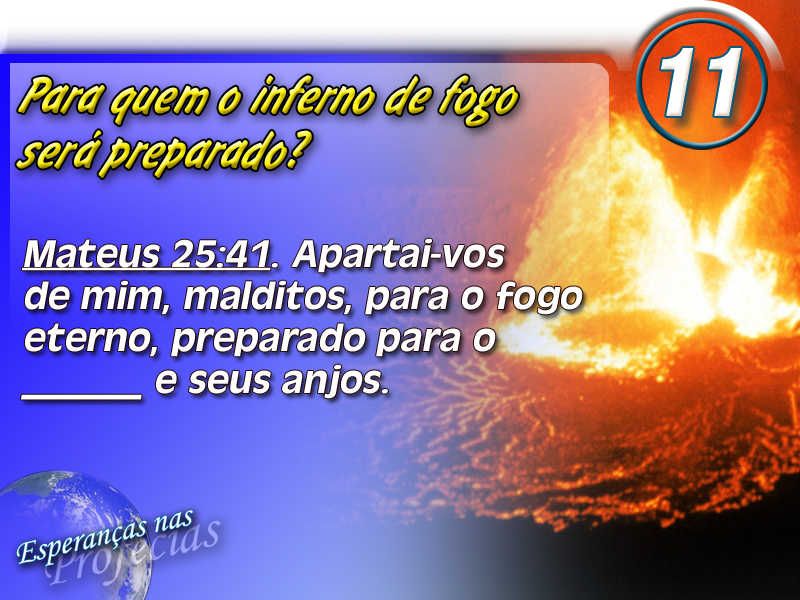 11
Para quem o inferno de fogo
será preparado?
Mateus 25:41. Apartai-vos
de mim, malditos, para o fogo
eterno, preparado para o
______ e seus anjos.
Esperanças nas
Profecias